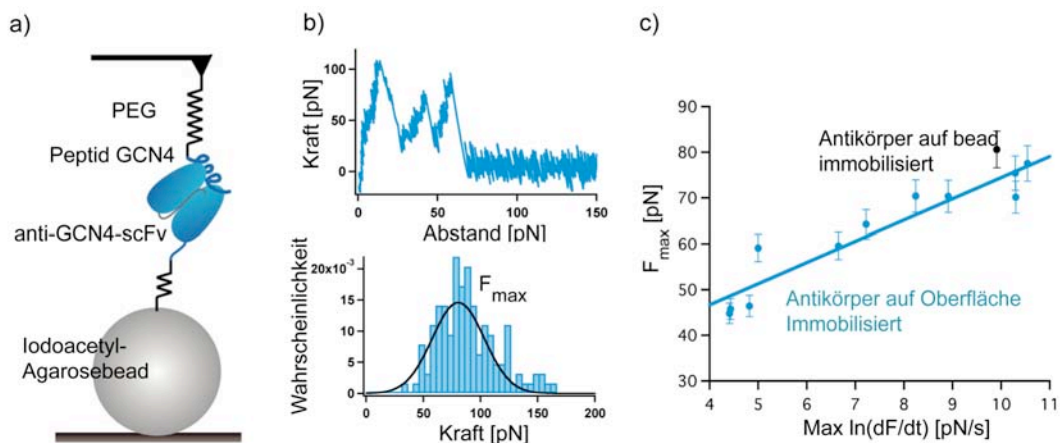 a)
PEG
Peptid GCN4
anti-GCN4-scFv
Iodoacetyl-
Agarosebead
b)
Kraft [pN]
100
50
0
0
50
100
150
Abstand [pN]
Wahrscheinlichkeit
20x10⁻³
15
10
5
0
F_max
0
50
100
150
200
Kraft [pN]
c)
F_max [pN]
90
80
70
60
50
40
30
Antikörper auf bead
immobilisiert
Antikörper auf Oberfläche
Immobilisiert
4
5
6
7
8
9
10
11
Max ln(dF/dt) [pN/s]